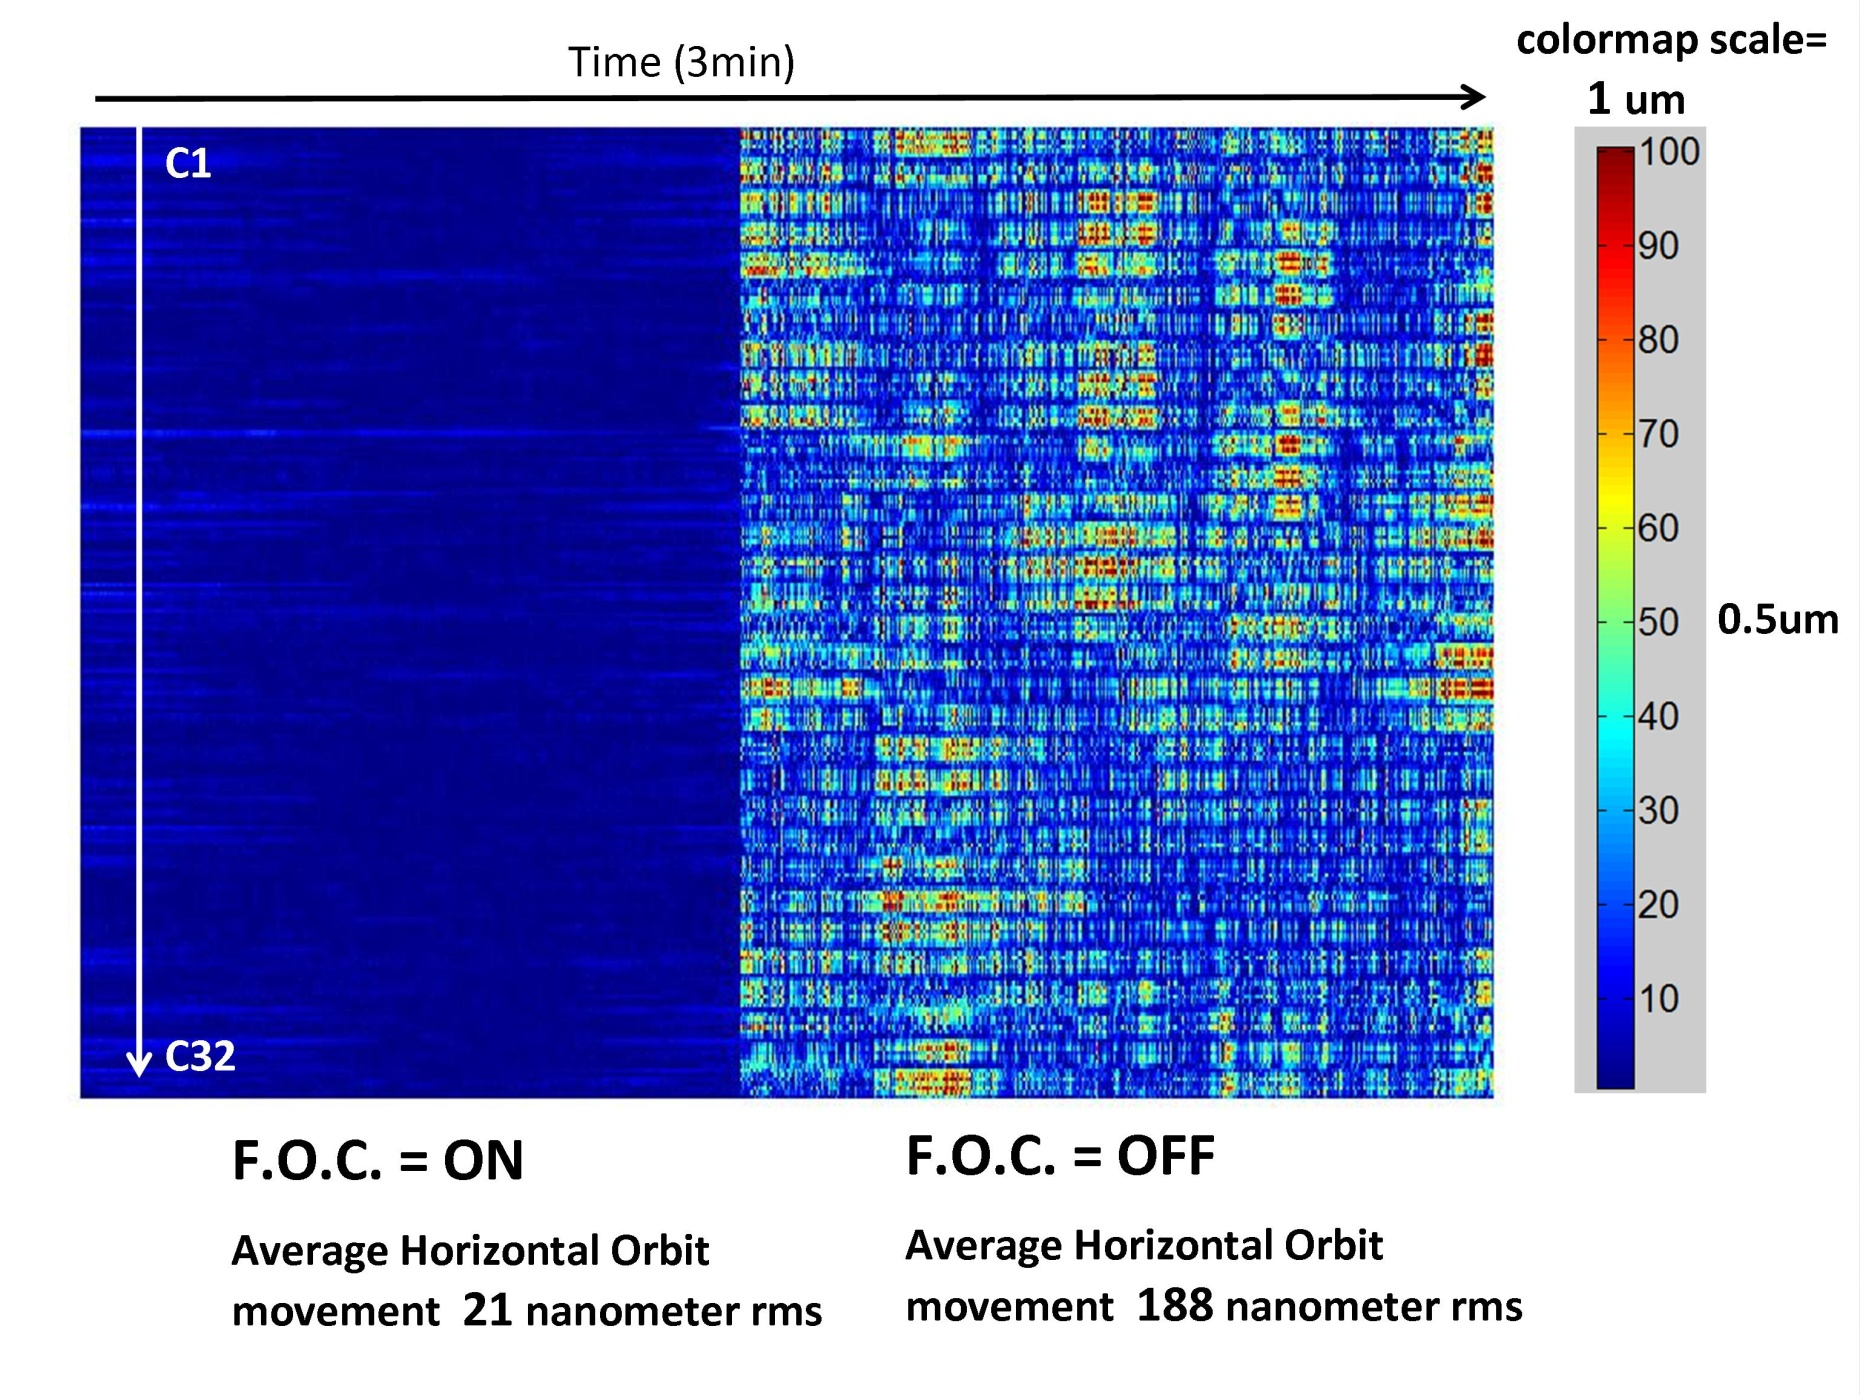 Time (3min)
colormap scale=
1 um
C1
100
90
80
70
60
50
0.5um
40
30
20
10
C32
F.O.C. = ON
Average Horizontal Orbit
movement 21 nanometer rms
F.O.C. = OFF
Average Horizontal Orbit
movement 188 nanometer rms